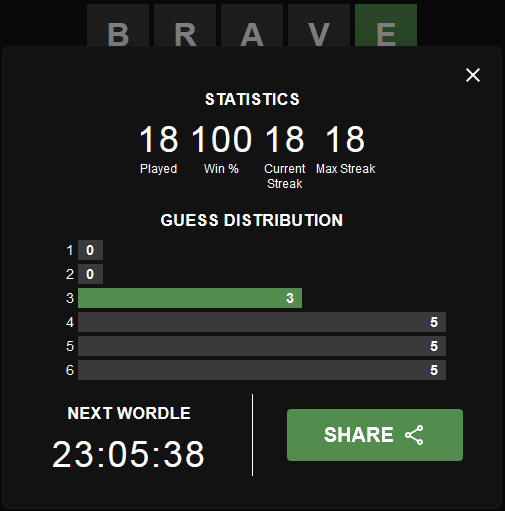 B R A V E
STATISTICS
18 100 18 18
Played Win % Current Streak Max Streak
GUESS DISTRIBUTION
1 0
2 0
3 3
4 5
5 5
6 5
NEXT WORDLE
23:05:38
SHARE